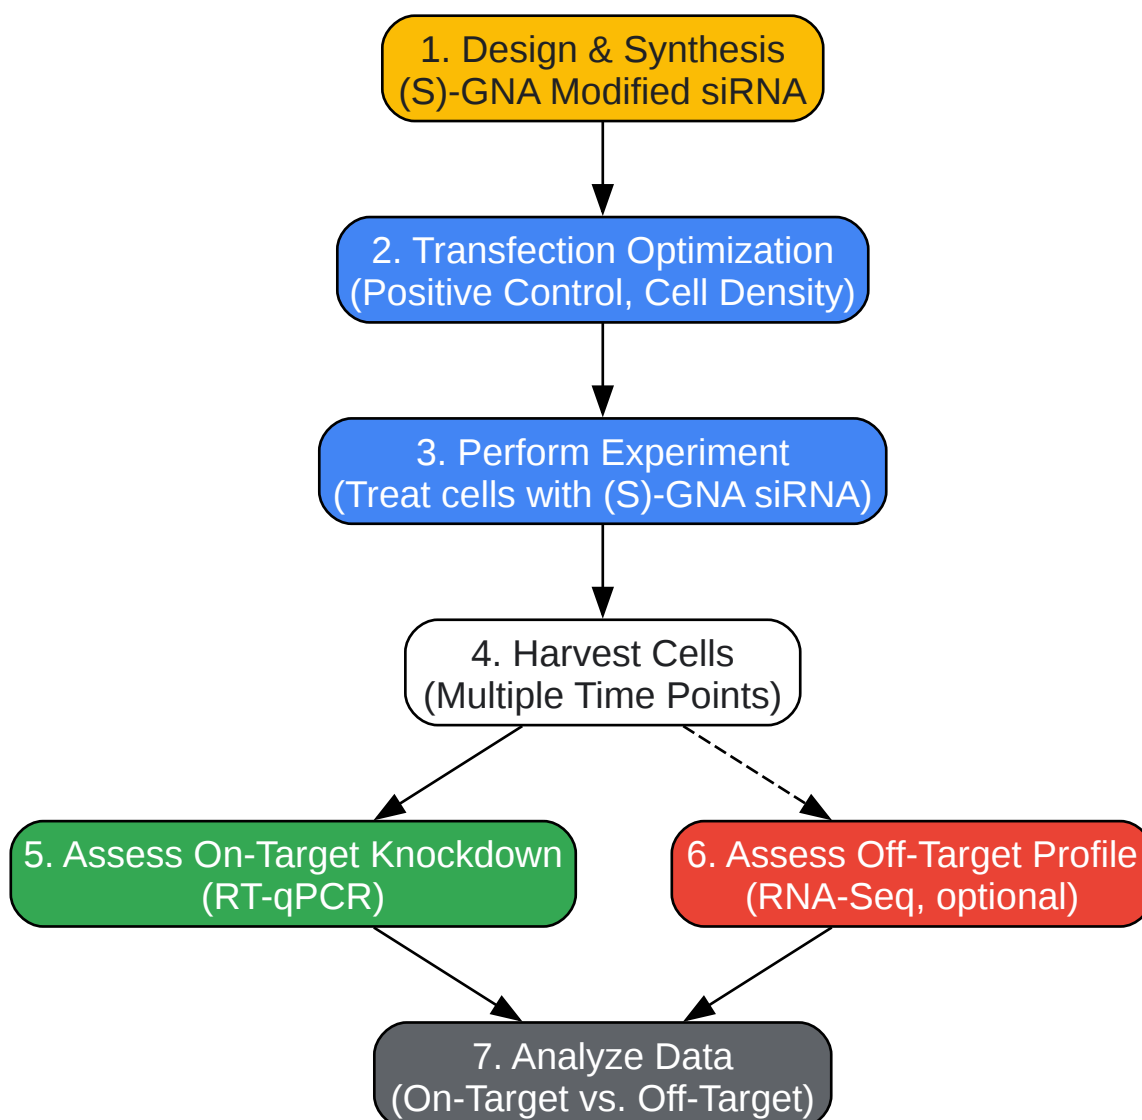 1. Design & Synthesis
(S)-GNA Modified siRNA
2. Transfection Optimization
(Positive Control, Cell Density)
3. Perform Experiment
(Treat cells with (S)-GNA siRNA)
4. Harvest Cells
(Multiple Time Points)
5. Assess On-Target Knockdown
(RT-qPCR)
6. Assess Off-Target Profile
(RNA-Seq, optional)
7. Analyze Data
(On-Target vs. Off-Target)